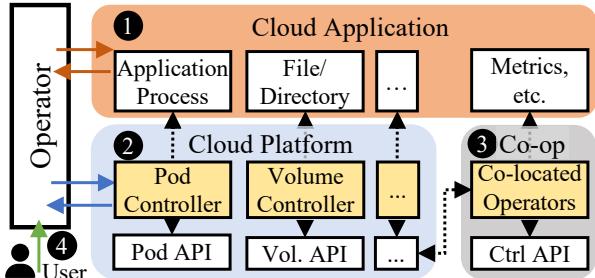 Operator
1
Cloud Application
Application
Process
File/
Directory
...
Metrics,
etc.
2
Cloud Platform
3
Co-op
Pod
Controller
Volume
Controller
...
Co-located
Operators
Pod API
Vol. API
...
Ctrl API
4
User